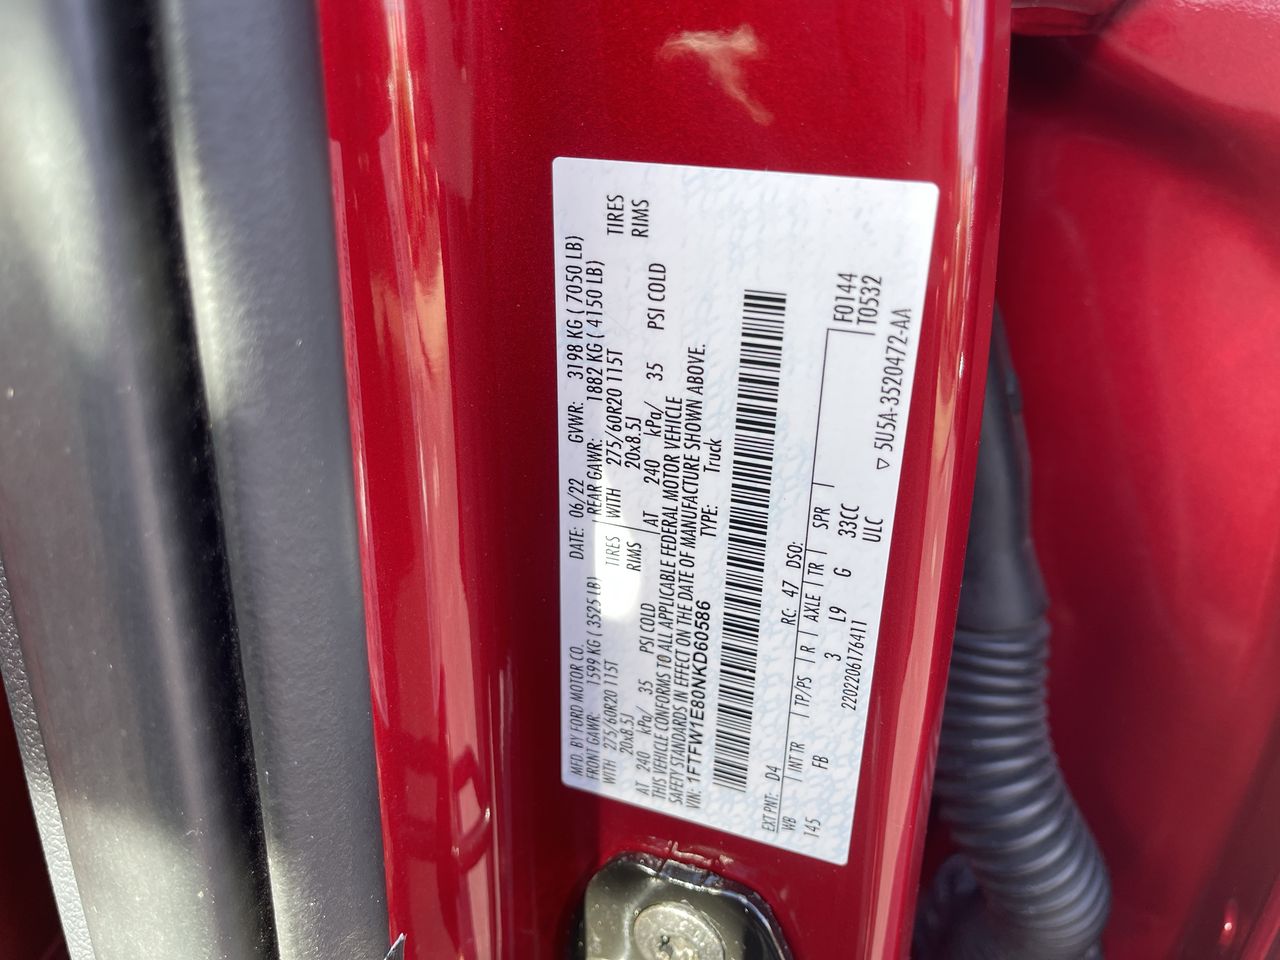 MFD. BY FORD MOTOR CO. DATE: 06/22 GVWR: 3198 KG ( 7050 LB)
FRONT GAWR: 1599 KG ( 3525 LB) REAR GAWR: 1882 KG ( 4150 LB)
WITH 275/60R20 115T TIRES WITH 275/60R20 115T TIRES
20x8.5J RIMS 20x8.5J RIMS
AT 240 kPa/ 35 PSI COLD AT 240 kPa/ 35 PSI COLD
THIS VEHICLE CONFORMS TO ALL APPLICABLE FEDERAL MOTOR VEHICLE
SAFETY STANDARDS IN EFFECT ON THE DATE OF MANUFACTURE SHOWN ABOVE.
VIN: 1FTFW1E80NKD60586 TYPE: Truck
EXT PNT: D4 RC: 47 DSO:
WB INT TR TP/PS R AXLE TR SPR F0144
145 FB 3 L9 G 33CC T0532
ULC
2202206176411 ▽ 5U5A-3520472-AA